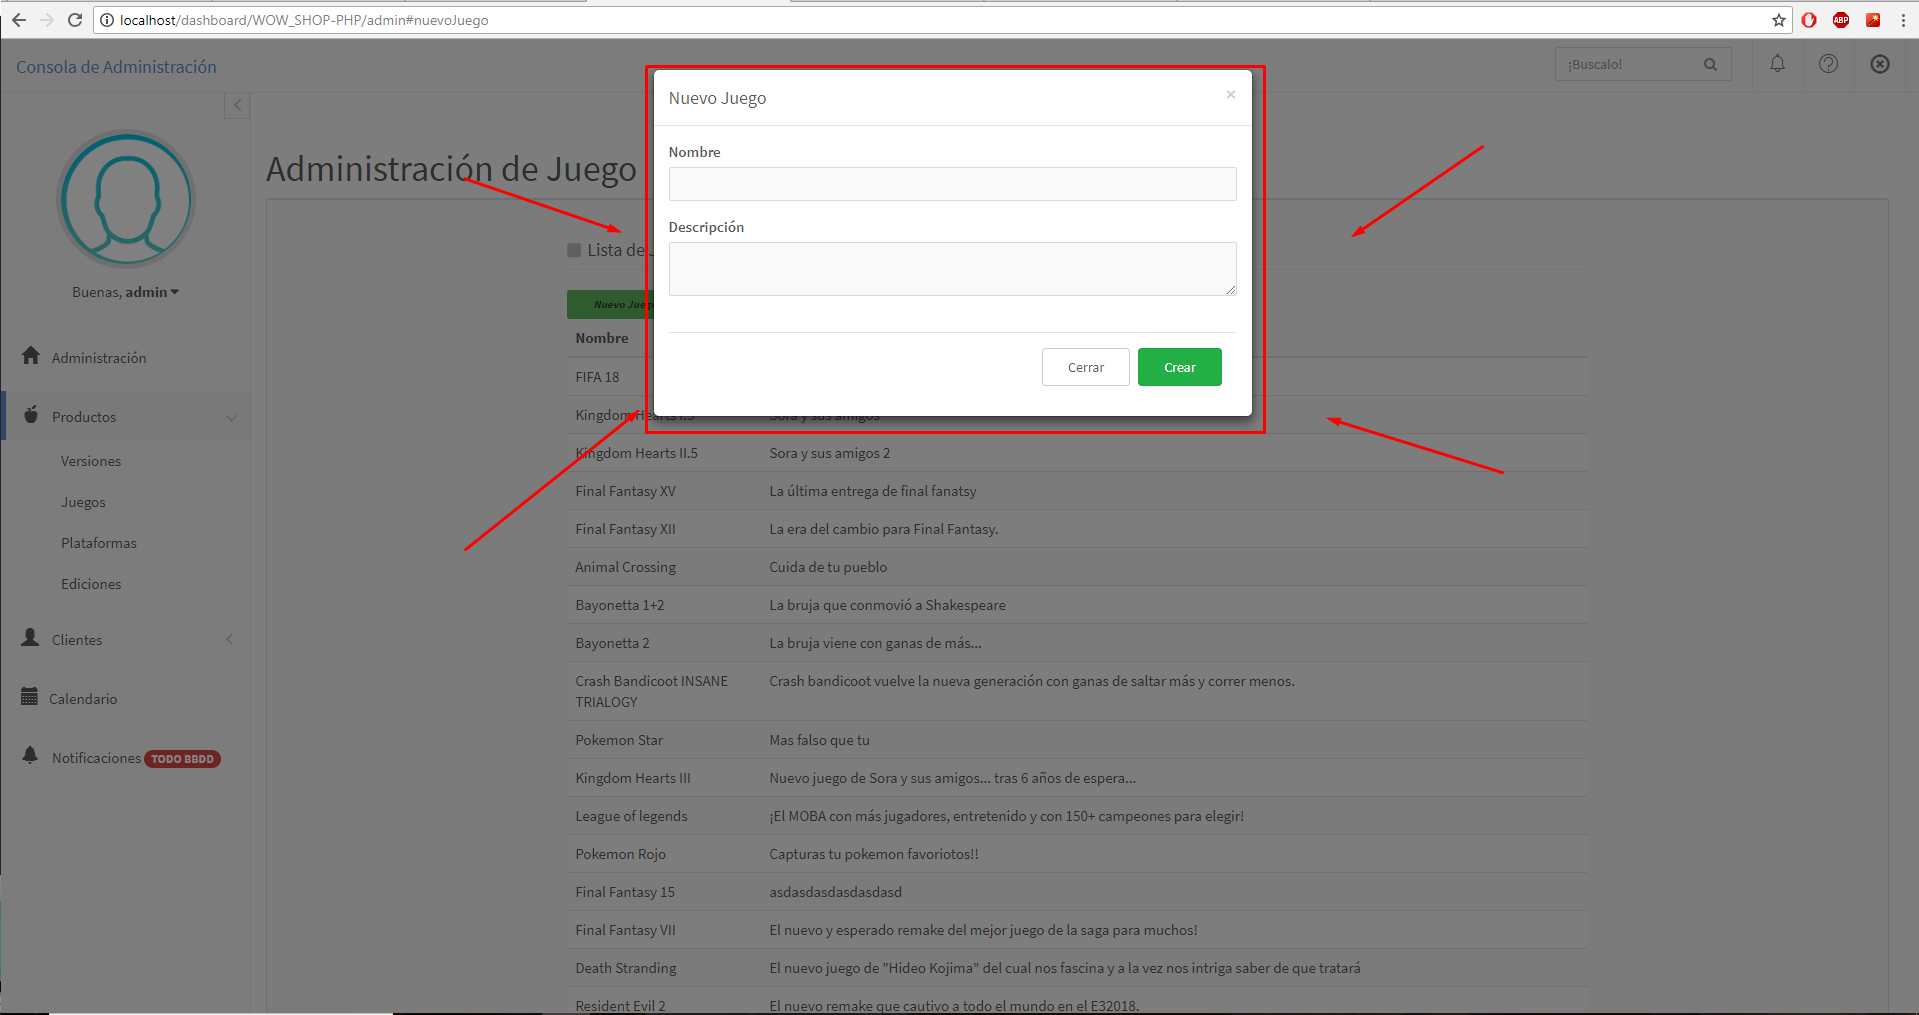 localhost/dashboard/WOW_SHOP-PHP/admin#nuevoJuego
ABP
Consola de Administración
¡Buscalo!
Nuevo Juego
×
Nombre
Descripción
Cerrar
Crear
Administración de Juego
Lista de
Nuevo Jueg
Buenas, admin
Administración
Productos
Versiones
Juegos
Plataformas
Ediciones
Clientes
Calendario
Notificaciones TODO BBDD
Nombre
FIFA 18
Kingdom Hearts I.5 Sora y sus amigos
Kingdom Hearts II.5 Sora y sus amigos 2
Final Fantasy XV La última entrega de final fanatsy
Final Fantasy XII La era del cambio para Final Fantasy.
Animal Crossing Cuida de tu pueblo
Bayonetta 1+2 La bruja que conmovió a Shakespeare
Bayonetta 2 La bruja viene con ganas de más...
Crash Bandicoot INSANE Crash bandicoot vuelve la nueva generación con ganas de saltar más y correr menos.
TRIALOGY
Pokemon Star Mas falso que tu
Kingdom Hearts III Nuevo juego de Sora y sus amigos... tras 6 años de espera...
League of legends ¡El MOBA con más jugadores, entretenido y con 150+ campeones para elegir!
Pokemon Rojo Capturas tu pokemon favoriotos!!
Final Fantasy 15 asdasdasdasdasdasd
Final Fantasy VII El nuevo y esperado remake del mejor juego de la saga para muchos!
Death Stranding El nuevo juego de "Hideo Kojima" del cual nos fascina y a la vez nos intriga saber de que tratará
Resident Evil 2 El nuevo remake que cautivo a todo el mundo en el E32018.